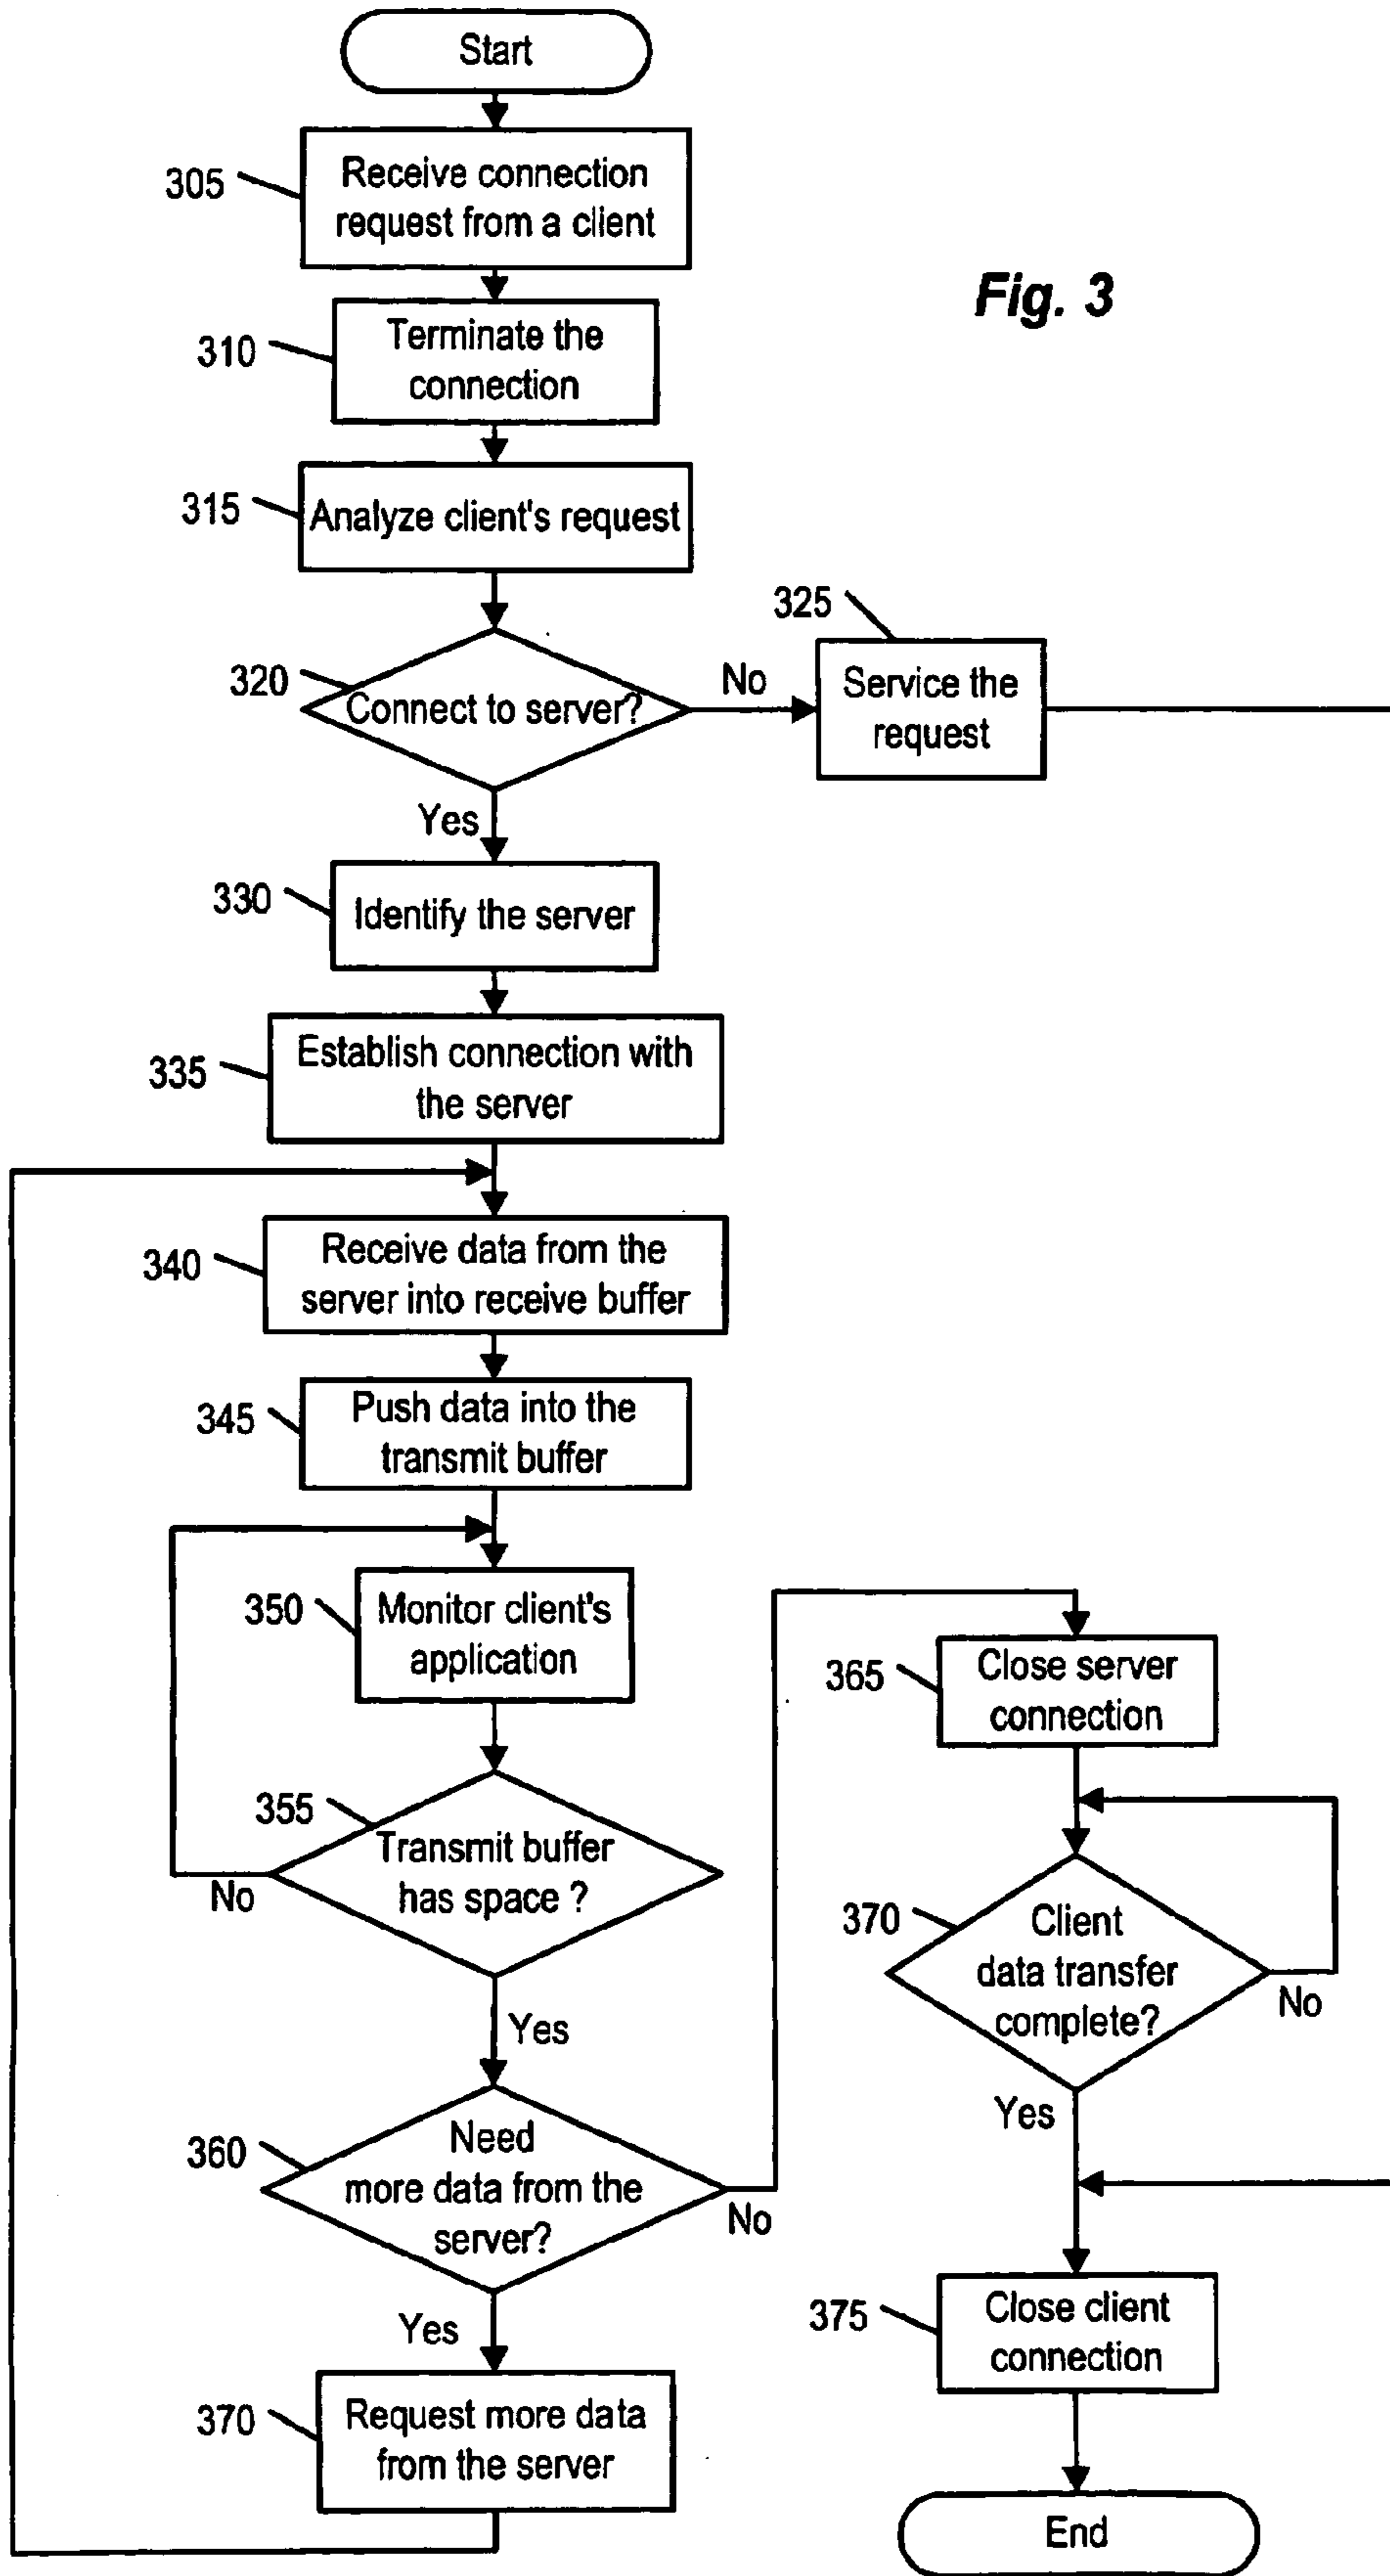 Start
305
Receive connection
request from a client
Fig. 3
310
Terminate the
connection
315
Analyze client's request
320
Connect to server?
No
325
Service the
request
Yes
330
Identify the server
335
Establish connection with
the server
340
Receive data from the
server into receive buffer
345
Push data into the
transmit buffer
350
Monitor client's
application
355
Transmit buffer
has space ?
No
Yes
360
Need
more data from the
server?
No
Yes
370
Request more data
from the server
365
Close server
connection
370
Client
data transfer
complete?
No
Yes
375
Close client
connection
End